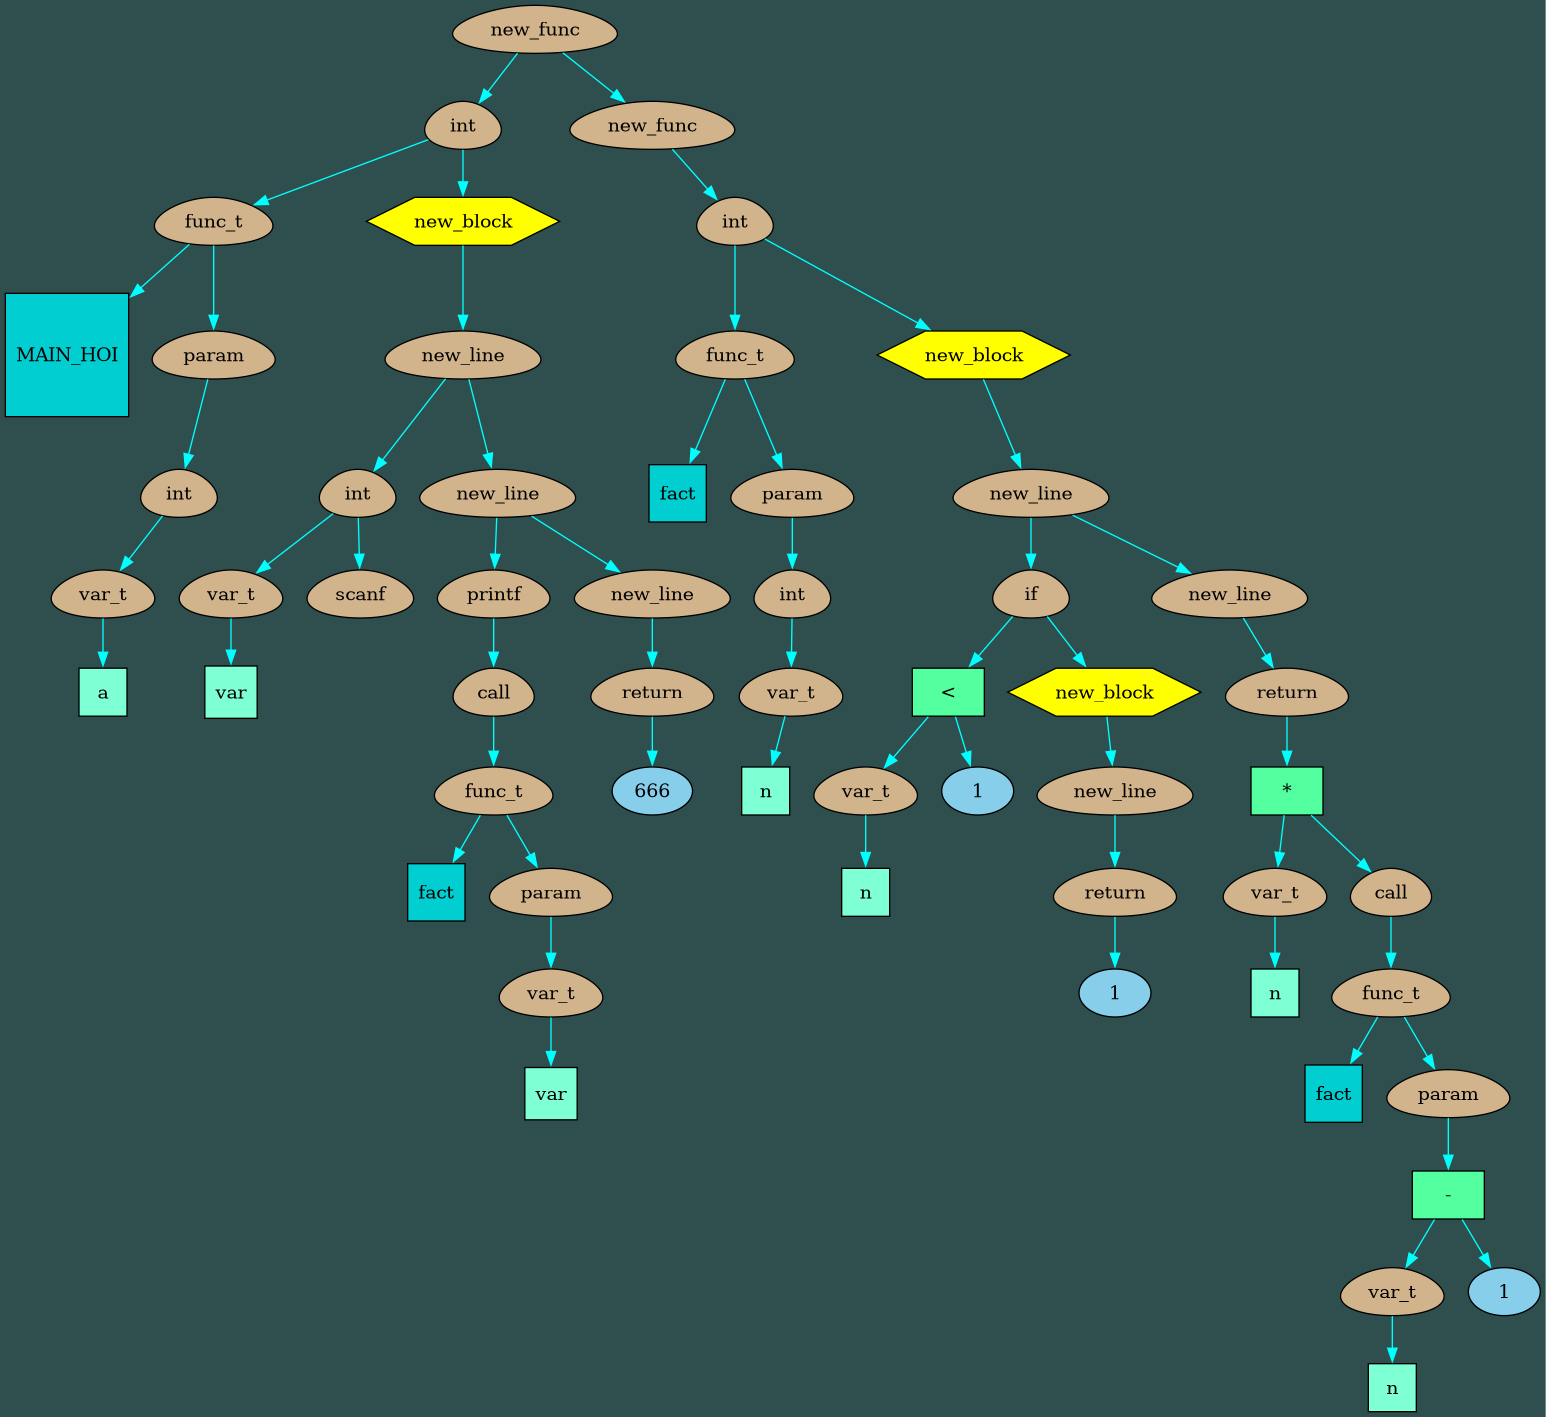 new_func
int
new_func
func_t
new_block
int
MAIN_HOI
param
new_line
func_t
new_block
int
int
new_line
fact
param
new_line
var_t
var_t
scanf
printf
new_line
int
if
new_line
a
var
call
return
var_t
<
new_block
return
func_t
666
n
var_t
1
new_line
*
fact
param
n
return
var_t
call
var_t
1
n
func_t
var
fact
param
-
var_t
1
n